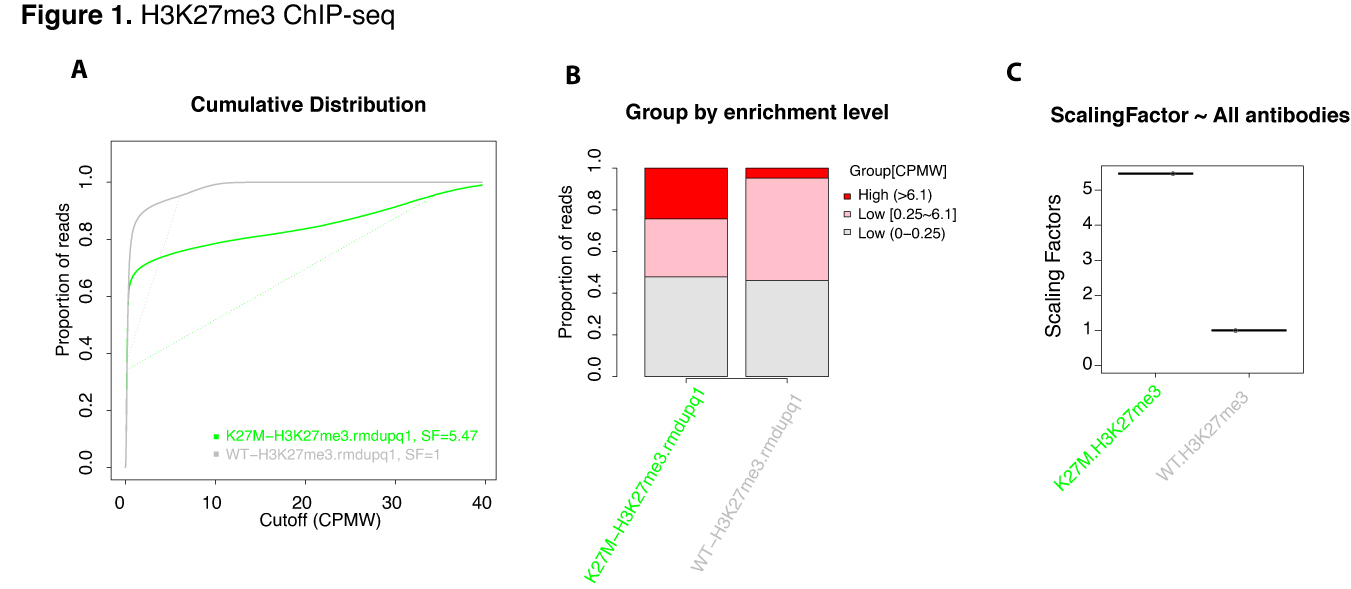 Figure 1. H3K27me3 ChIP-seq
A
Cumulative Distribution
Proportion of reads
1.0
0.8
0.6
0.4
0.2
0.0
K27M−H3K27me3.rmdupq1, SF=5.47
WT−H3K27me3.rmdupq1, SF=1
0 10 20 30 40
Cutoff (CPMW)
B
Group by enrichment level
Proportion of reads
1.0
0.8
0.6
0.4
0.2
0.0
Group[CPMW]
High (>6.1)
Low [0.25~6.1]
Low (0−0.25)
K27M−H3K27me3.rmdupq1
WT−H3K27me3.rmdupq1
C
ScalingFactor ~ All antibodies
Scaling Factors
5
4
3
2
1
0
K27M.H3K27me3
WT.H3K27me3